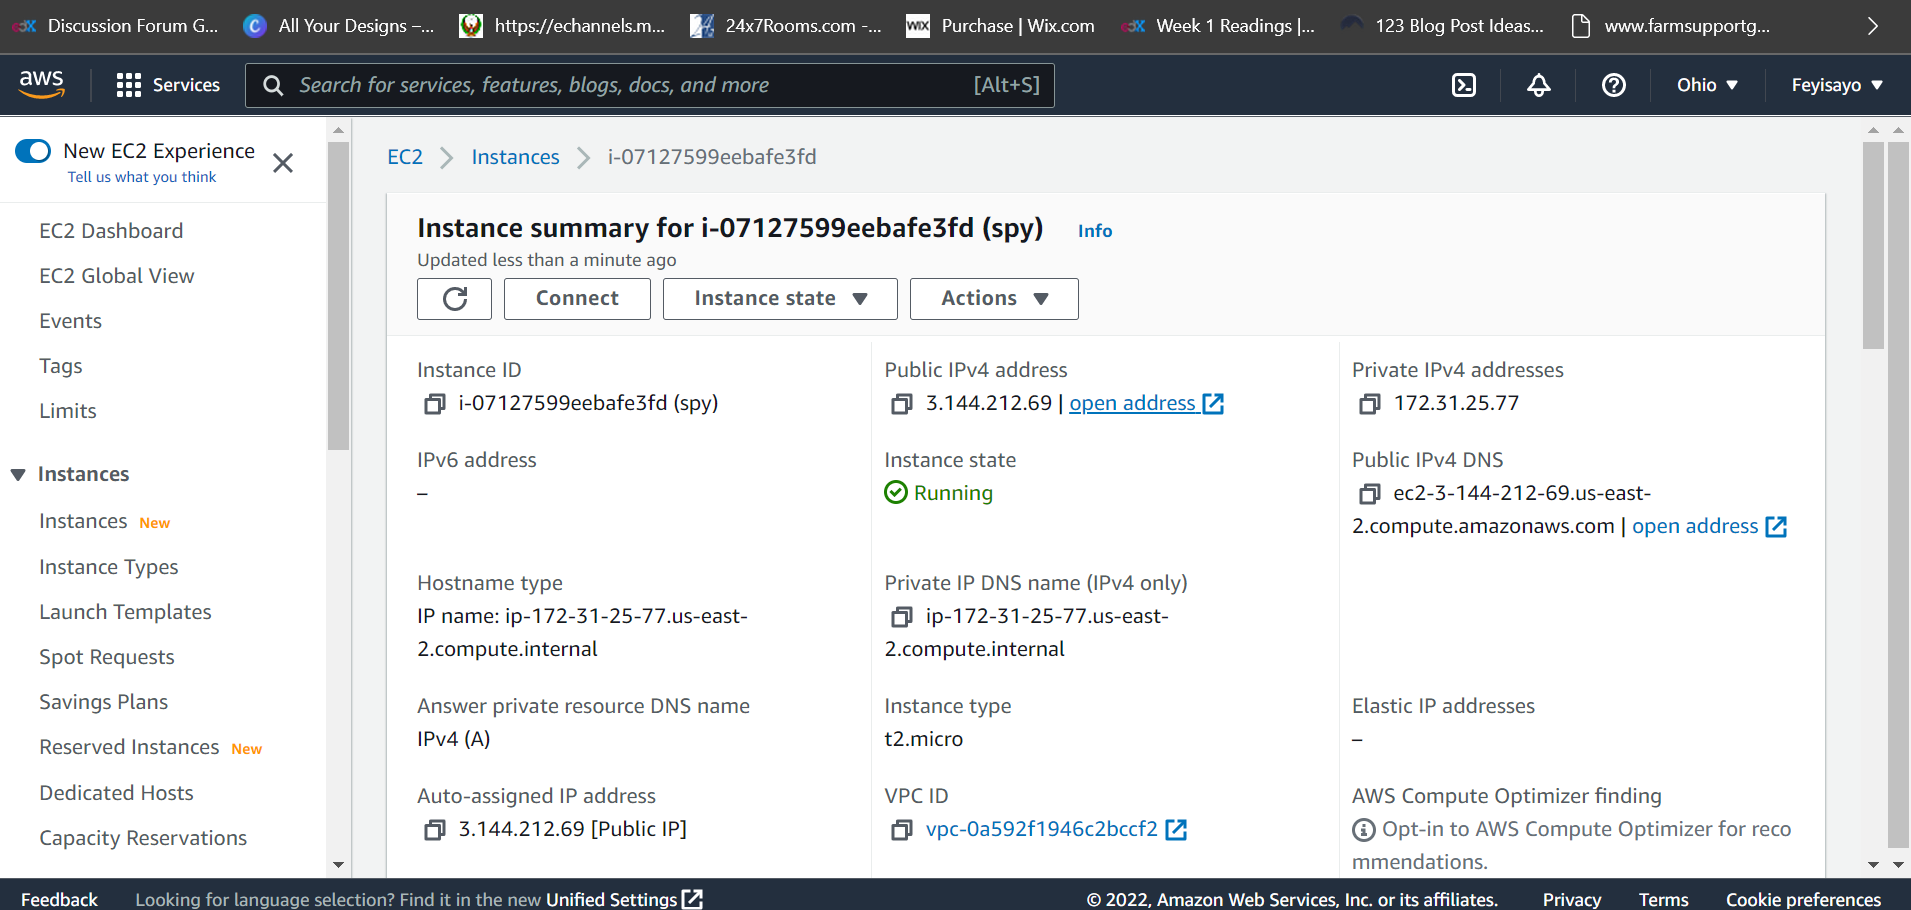 Discussion Forum G...
All Your Designs –...
https://echannels.m...
24x7Rooms.com -...
WiX
Purchase | Wix.com
Week 1 Readings |...
123 Blog Post Ideas...
www.farmsupportg...
aws
Services
Search for services, features, blogs, docs, and more
[Alt+S]
Ohio
Feyisayo
New EC2 Experience
Tell us what you think
EC2 Dashboard
EC2 Global View
Events
Tags
Limits
Instances
Instances New
Instance Types
Launch Templates
Spot Requests
Savings Plans
Reserved Instances New
Dedicated Hosts
Capacity Reservations
EC2
Instances
i-07127599eebafe3fd
Instance summary for i-07127599eebafe3fd (spy)
Info
Updated less than a minute ago
Connect
Instance state
Actions
Instance ID
i-07127599eebafe3fd (spy)
Public IPv4 address
3.144.212.69 | open address
Private IPv4 addresses
172.31.25.77
IPv6 address
–
Instance state
Running
Public IPv4 DNS
ec2-3-144-212-69.us-east-
2.compute.amazonaws.com | open address
Hostname type
IP name: ip-172-31-25-77.us-east-
2.compute.internal
Private IP DNS name (IPv4 only)
ip-172-31-25-77.us-east-
2.compute.internal
Answer private resource DNS name
IPv4 (A)
Instance type
t2.micro
Elastic IP addresses
–
Auto-assigned IP address
3.144.212.69 [Public IP]
VPC ID
vpc-0a592f1946c2bccf2
AWS Compute Optimizer finding
Opt-in to AWS Compute Optimizer for reco
mmendations.
Feedback
Looking for language selection? Find it in the new Unified Settings
© 2022, Amazon Web Services, Inc. or its affiliates.
Privacy
Terms
Cookie preferences